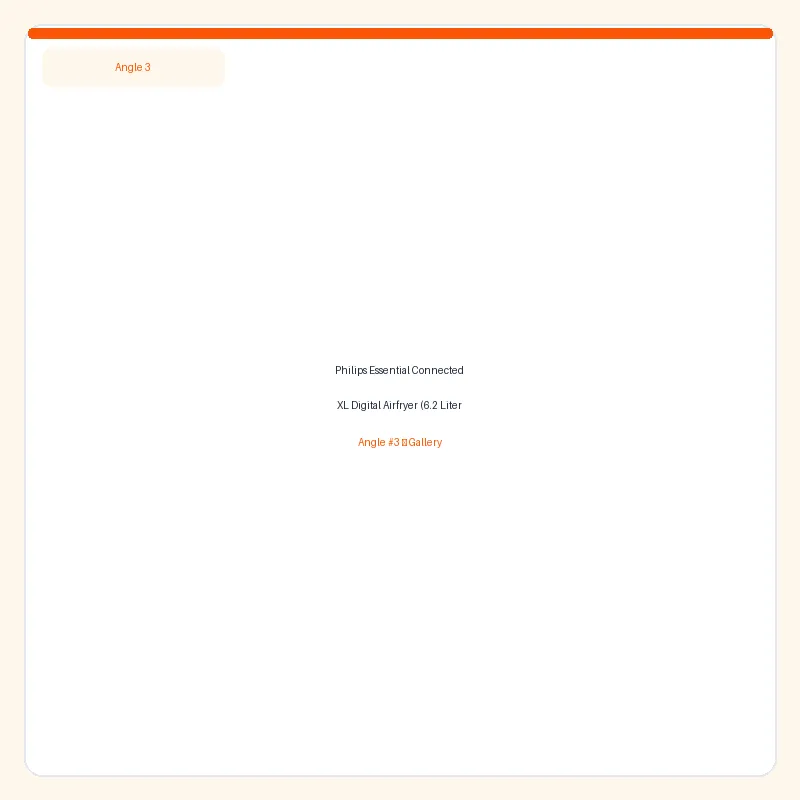 Angle 3
Philips Essential Connected
XL Digital Airfryer (6.2 Liter
Angle #3 Gallery